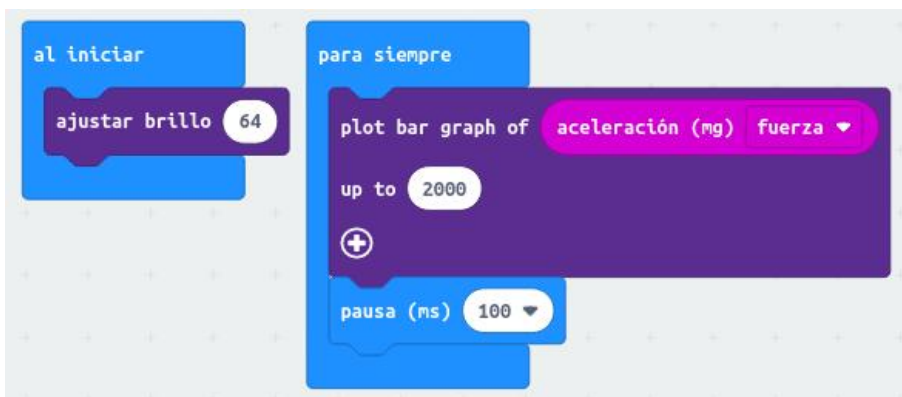 al iniciar
ajustar brillo 64
para siempre
plot bar graph of aceleración (mg) fuerza
up to 2000
pausa (ms) 100